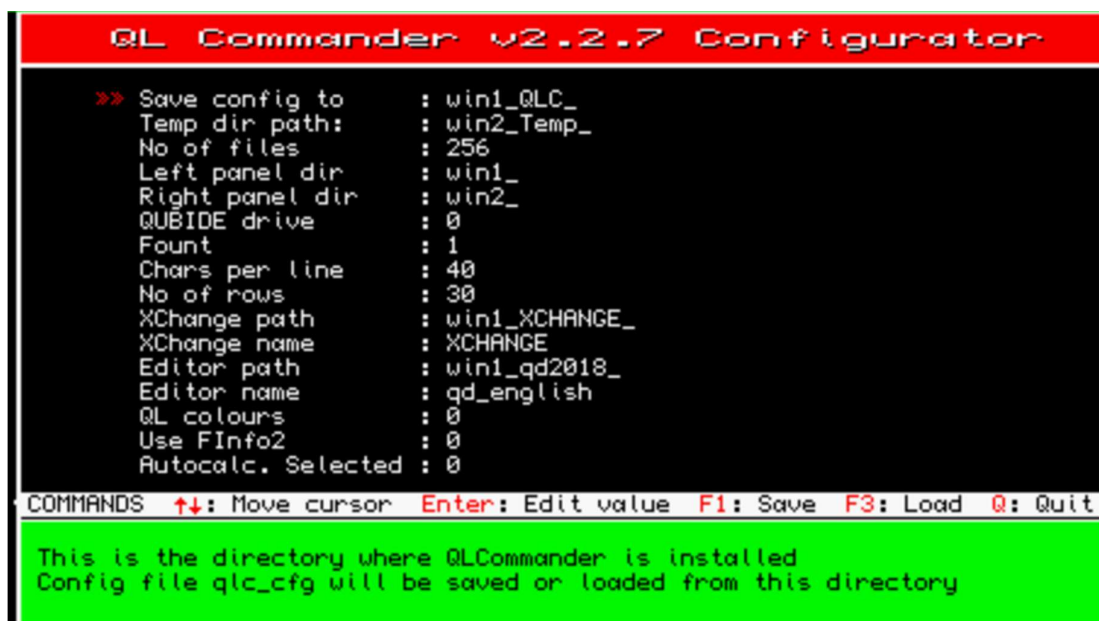 QL Commander v2.2.7 Configurator
>> Save config to : win1_QLC_
Temp dir path: : win2_Temp_
No of files : 256
Left panel dir : win1_
Right panel dir : win2_
QUBIDE drive : 0
Fount : 1
Chars per line : 40
No of rows : 30
XChange path : win1_XCHANGE_
XChange name : XCHANGE
Editor path : win1_qd2018_
Editor name : qd_english
QL colours : 0
Use FInfo2 : 0
Autocalc. Selected : 0
COMMANDS ↑↓: Move cursor Enter: Edit value F1: Save F3: Load Q: Quit
This is the directory where QLCommander is installed
Config file qlc_cfg will be saved or loaded from this directory